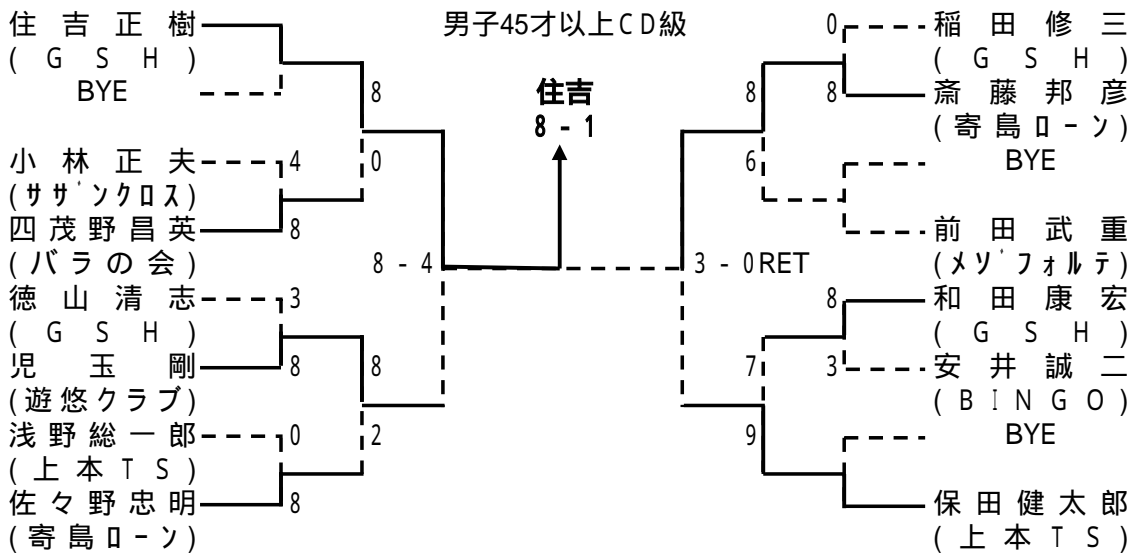 男子45才以上CD級
住吉正樹
(GSH)
BYE
8
小林正夫 4
0
(ササ゛ンクロス)
四茂野昌英 8
(バラの会)
8 - 4
徳山清志 3
(GSH)
児玉剛 8
8
(遊悠クラブ)
浅野総一郎 0
2
(上本TS)
佐々野忠明 8
(寄島ローン)
住吉
8 - 1
0 稲田修三
(GSH)
8
8 斎藤邦彦
(寄島ローン)
BYE
6
前田武重
(メソ゛フォルテ)
3 - 0RET
8 和田康宏
(GSH)
7
3 安井誠二
(BINGO)
BYE
9
保田健太郎
(上本TS)